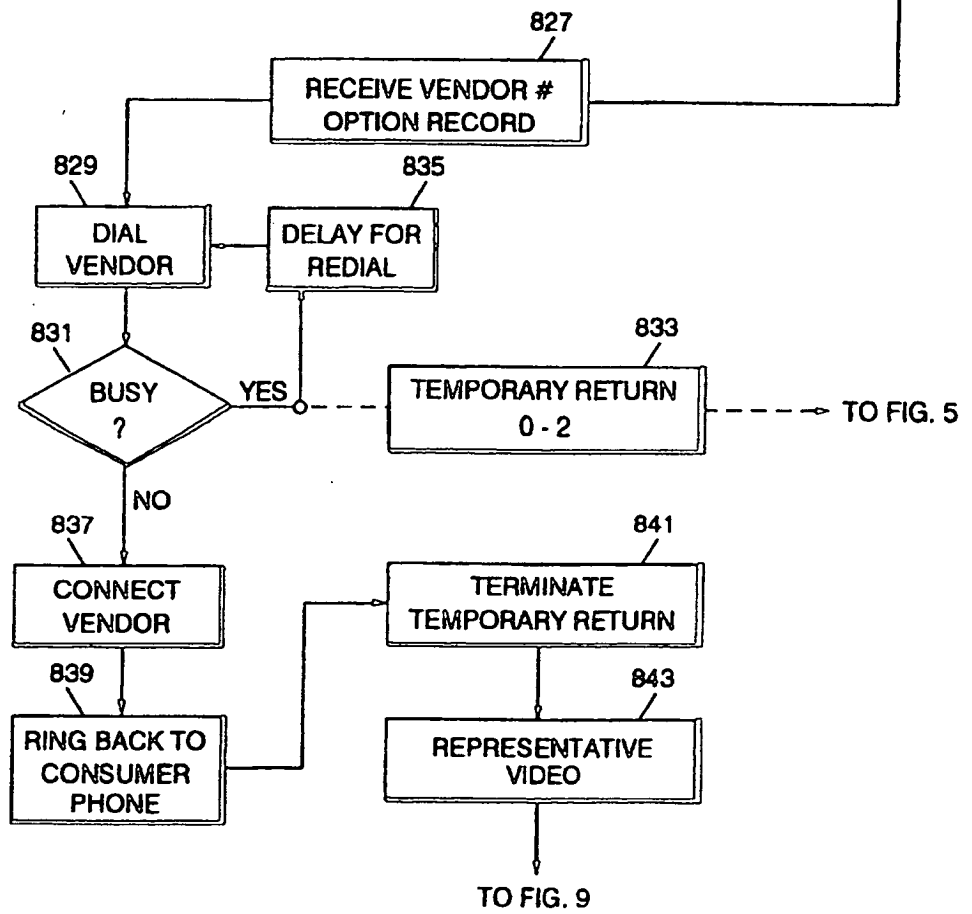 827
RECEIVE VENDOR #
OPTION RECORD
829
DIAL
VENDOR
835
DELAY FOR
REDIAL
831
BUSY
?
YES
833
TEMPORARY RETURN
0 - 2
TO FIG. 5
NO
837
CONNECT
VENDOR
841
TERMINATE
TEMPORARY RETURN
839
RING BACK TO
CONSUMER
PHONE
843
REPRESENTATIVE
VIDEO
TO FIG. 9